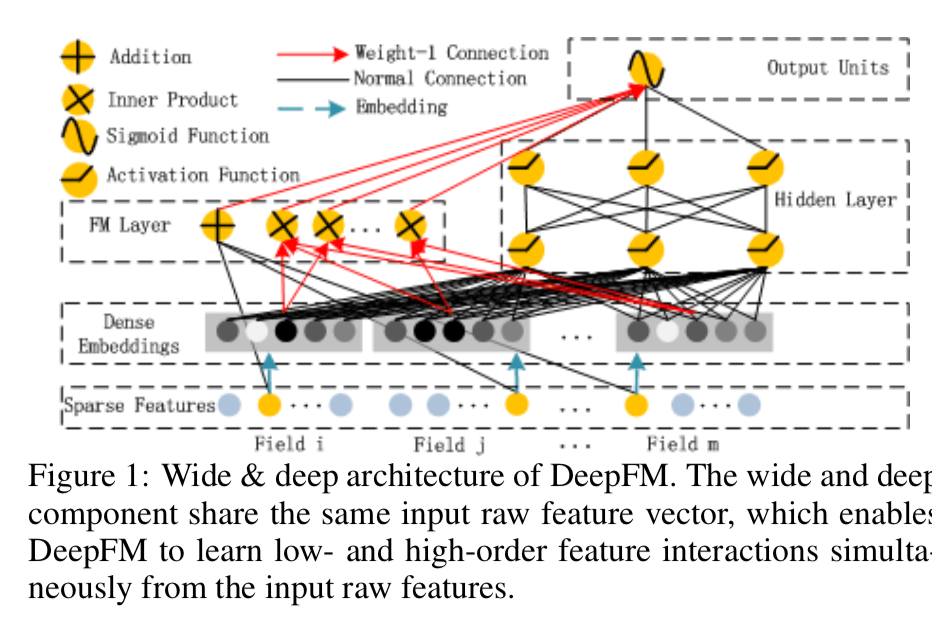 Addition
Inner Product
Sigmoid Function
Activation Function
Weight-1 Connection
Normal Connection
Embedding
Output Units
Hidden Layer
FM Layer
...
Dense
Embeddings
...
Sparse Features
... ... ... ...
Field i Field j ... Field m
Figure 1: Wide & deep architecture of DeepFM. The wide and deep
component share the same input raw feature vector, which enables
DeepFM to learn low- and high-order feature interactions simulta-
neously from the input raw features.